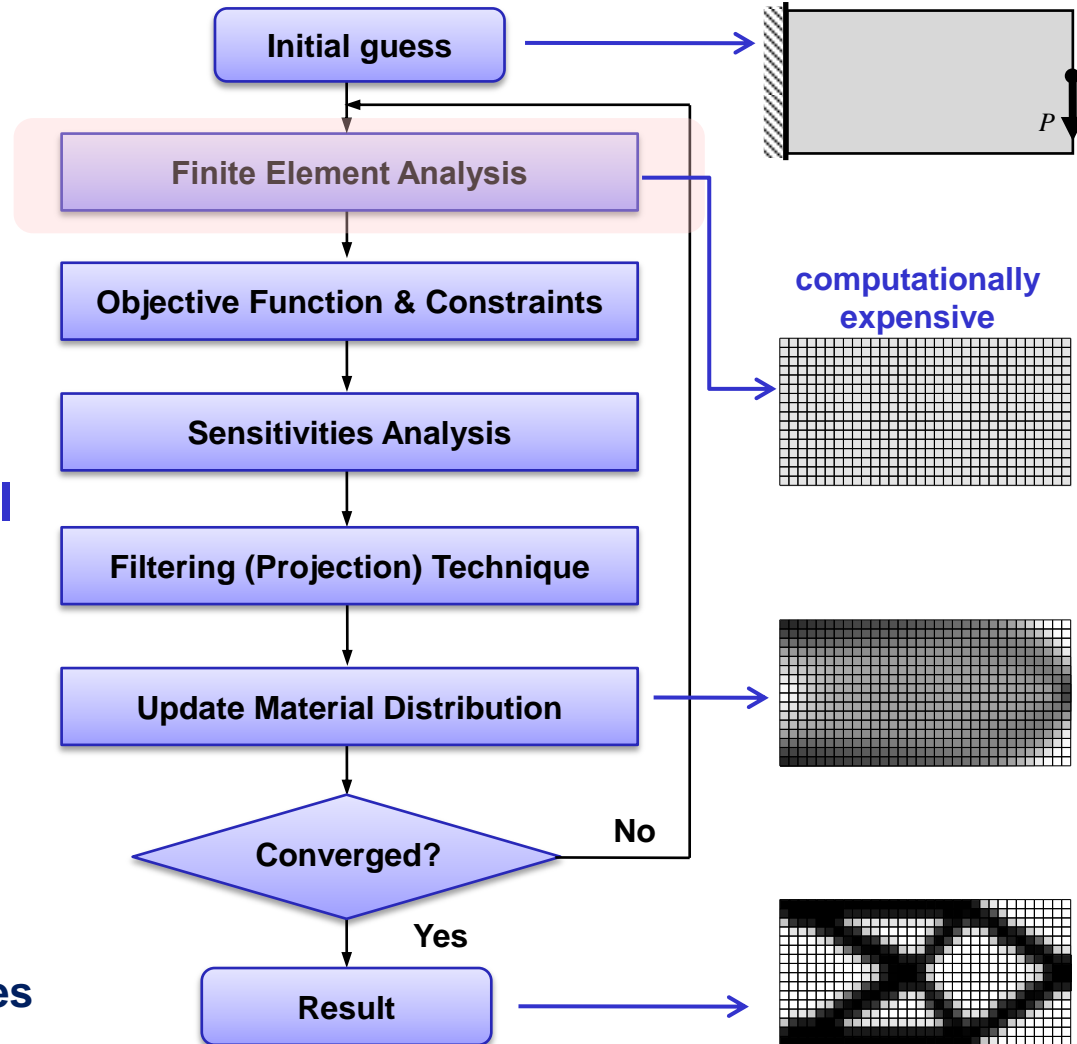 Initial guess
P
Finite Element Analysis
computationally
expensive
Objective Function & Constraints
Sensitivities Analysis
l
Filtering (Projection) Technique
Update Material Distribution
No
Converged?
Yes
es
Result